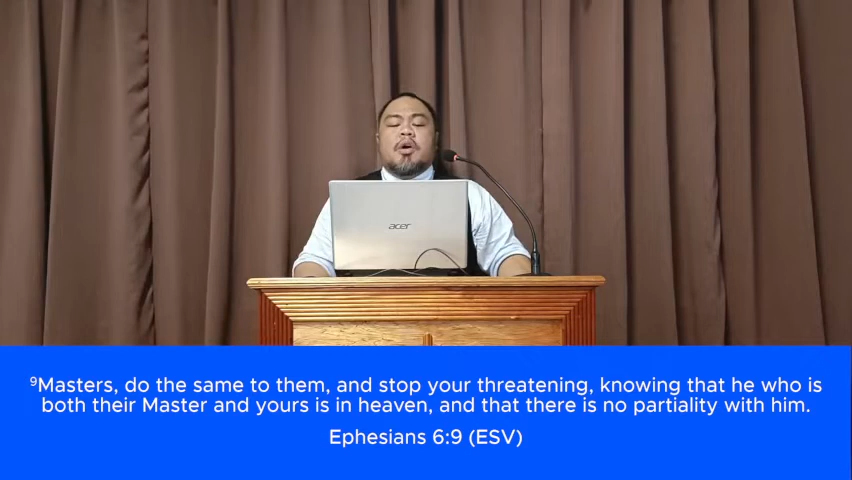 acer
⁹Masters, do the same to them, and stop your threatening, knowing that he who is
both their Master and yours is in heaven, and that there is no partiality with him.
Ephesians 6:9 (ESV)